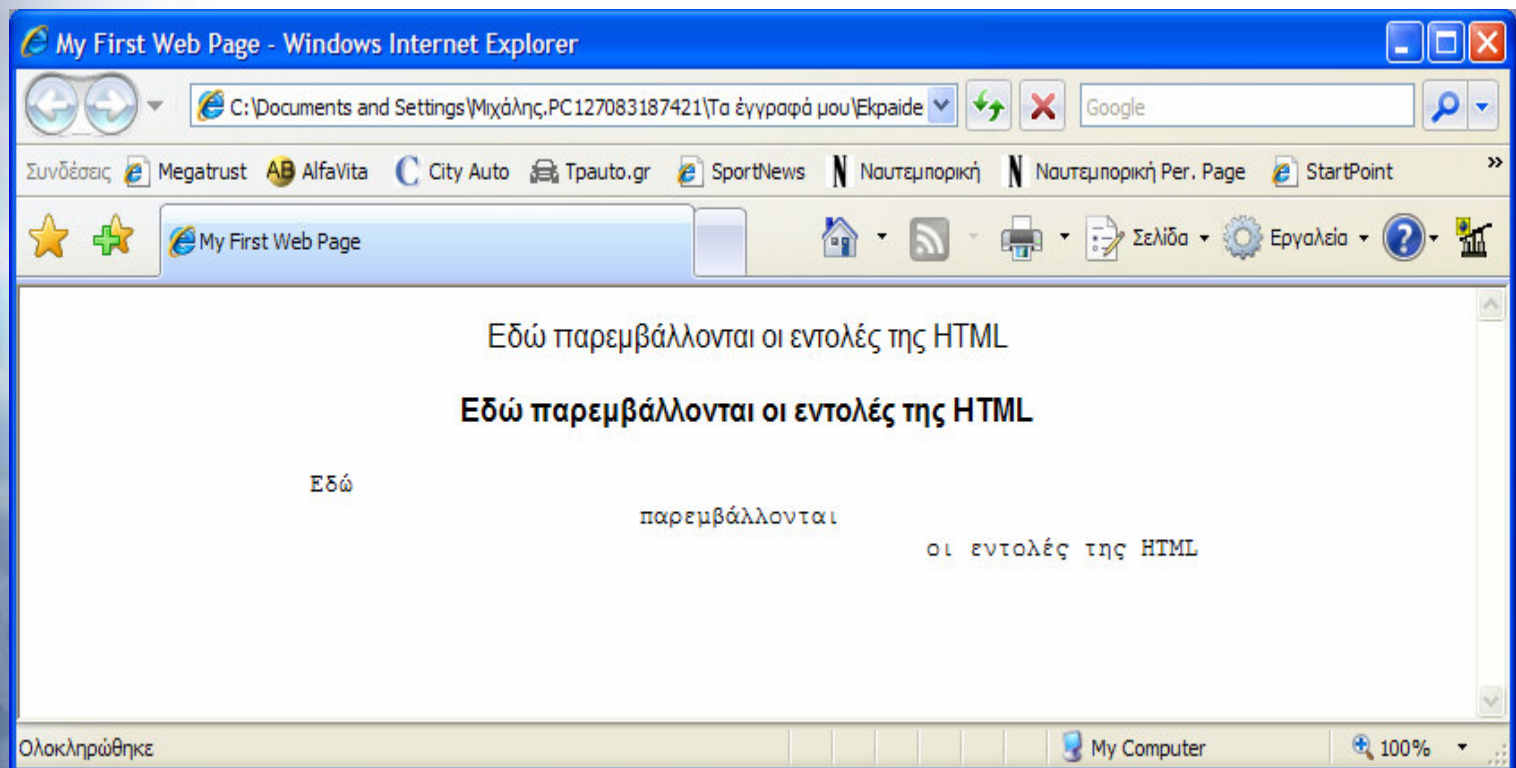 My First Web Page - Windows Internet Explorer
C:\Documents and Settings\Μιχάλης.PC127083187421\Τα έγγραφά μου\Ekpaide Google
Συνδέσεις Megatrust AB AlfaVita C City Auto Tpauto.gr SportNews N Ναυτεμπορική N Ναυτεμπορική Per. Page StartPoint »
My First Web Page Σελίδα Εργαλεία ?
Εδώ παρεμβάλλονται οι εντολές της HTML
Εδώ παρεμβάλλονται οι εντολές της HTML
Εδώ
παρεμβάλλονται
οι εντολές της HTML
Ολοκληρώθηκε My Computer 100%